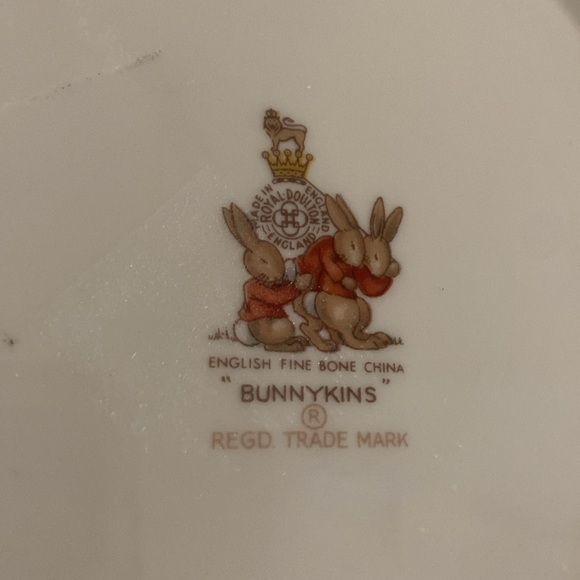 MADE IN ENGLAND
ROYAL·DOULTON
ENGLAND
ENGLISH FINE BONE CHINA
"BUNNYKINS"
®
REGD. TRADE MARK